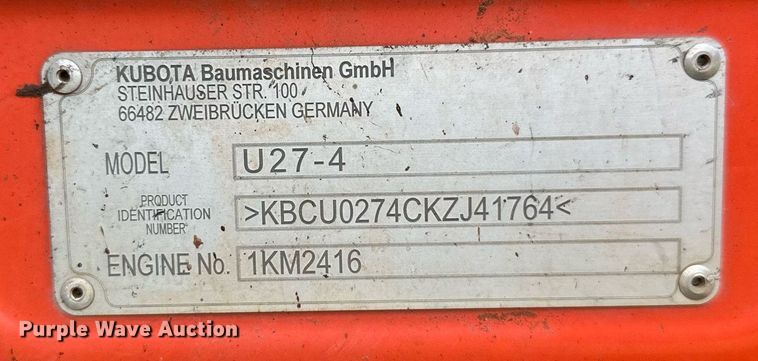 KUBOTA Baumaschinen GmbH
STEINHAUSER STR. 100
66482 ZWEIBRÜCKEN GERMANY
MODEL U27-4
PRODUCT IDENTIFICATION NUMBER >KBCU0274CKZJ41764<
ENGINE No. 1KM2416
Purple Wave Auction